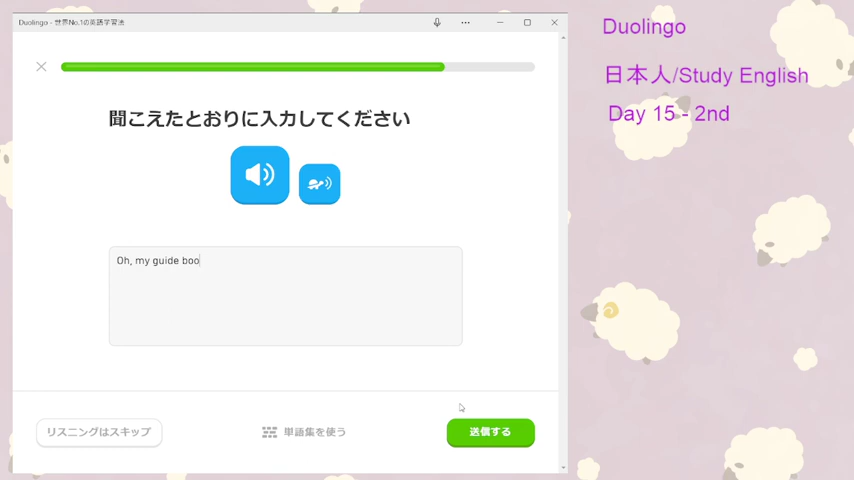 Duolingo - 世界No.1の英語学習法
Duolingo
日本人/Study English
Day 15 - 2nd
聞こえたとおりに入力してください
Oh, my guide boo
リスニングはスキップ
単語集を使う
送信する